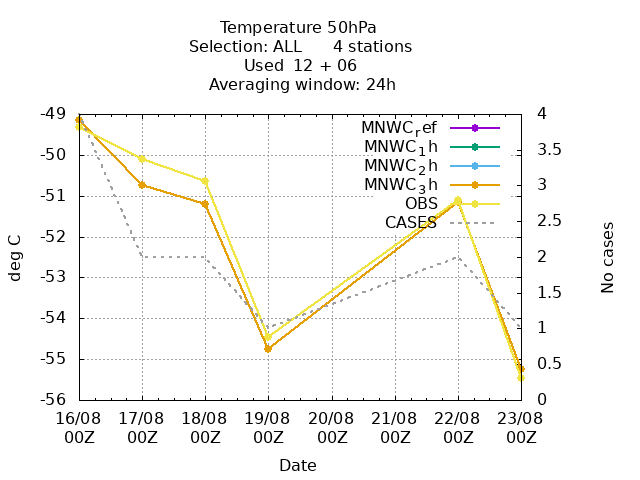 Temperature 50hPa
Selection: ALL 4 stations
Used 12 + 06
Averaging window: 24h
MNWC_ref
MNWC_1h
MNWC_2h
MNWC_3h
OBS
CASES
-49
-50
-51
-52
-53
-54
-55
-56
deg C
4
3.5
3
2.5
2
1.5
1
0.5
0
No cases
16/08 17/08 18/08 19/08 20/08 21/08 22/08 23/08
00Z 00Z 00Z 00Z 00Z 00Z 00Z 00Z
Date